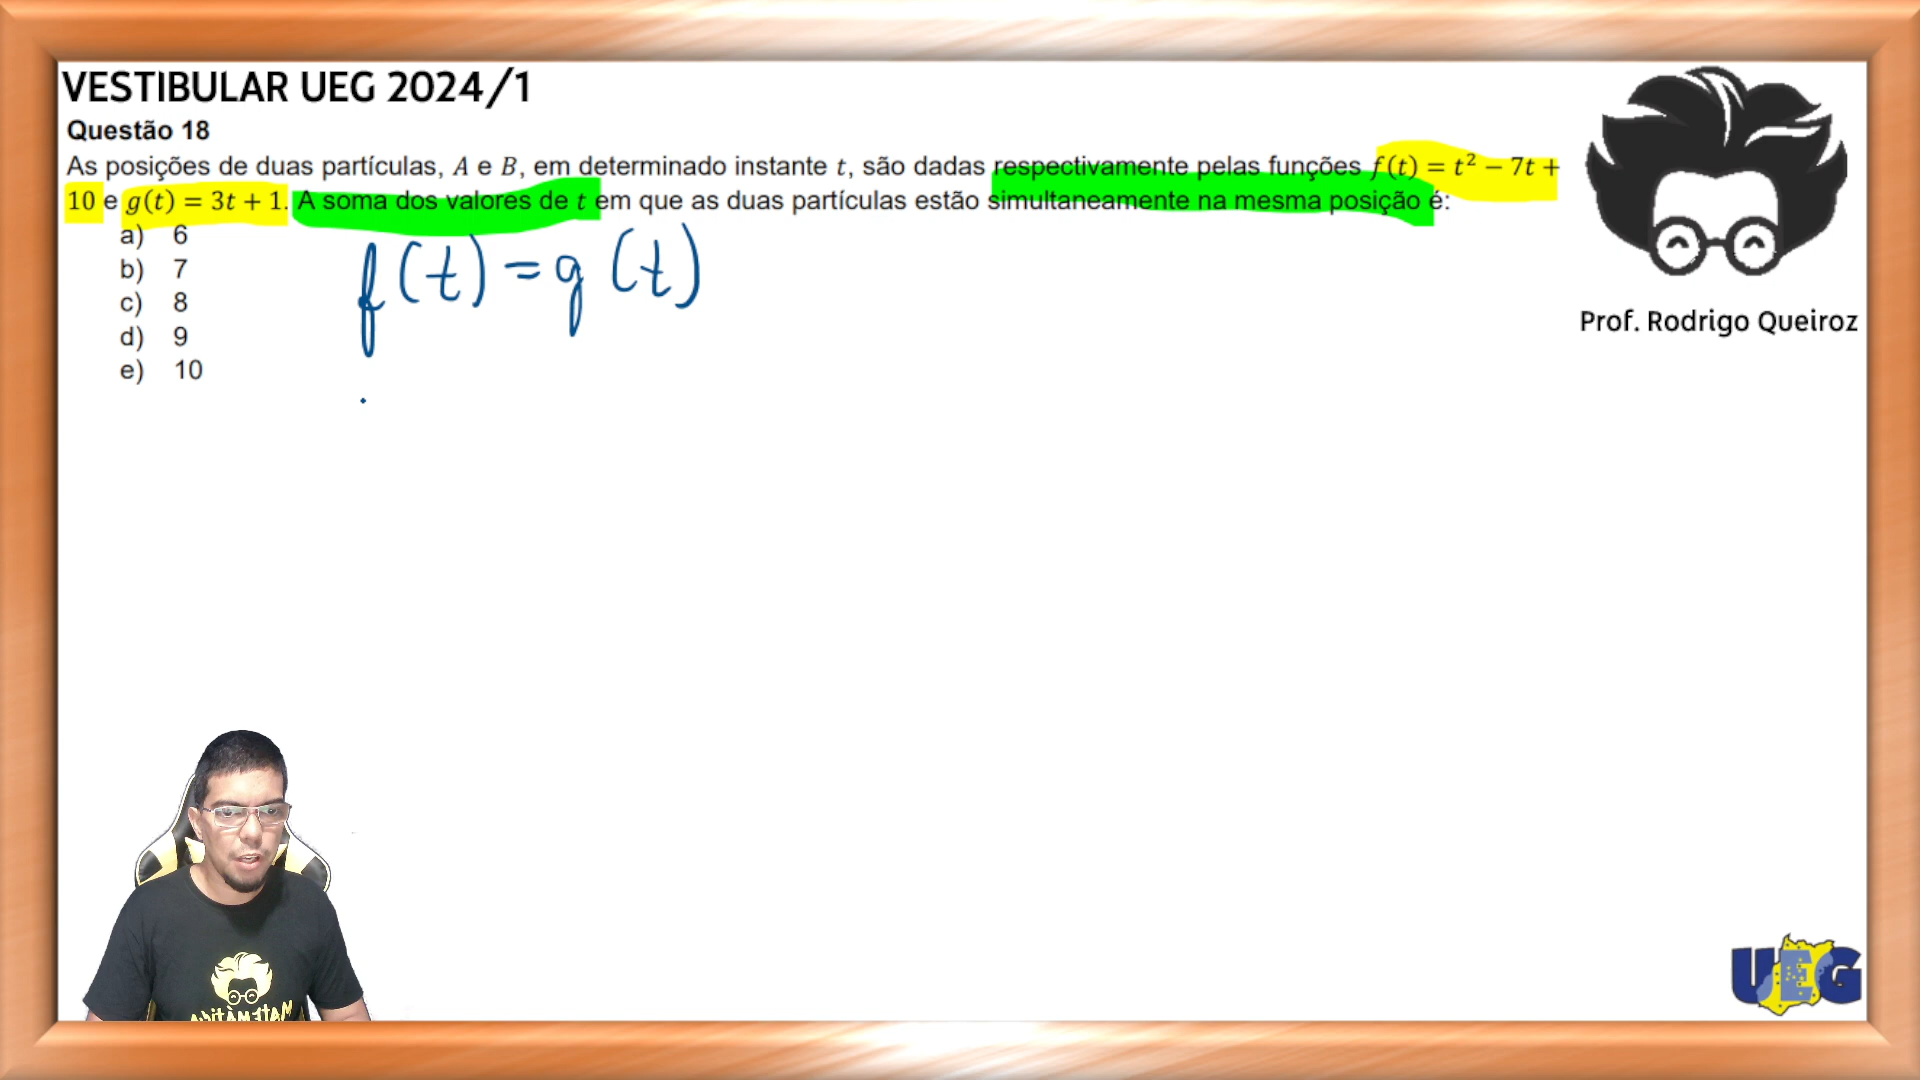 VESTIBULAR UEG 2024/1
Questão 18
As posições de duas partículas, A e B, em determinado instante t, são dadas respectivamente pelas funções f(t) = t² − 7t +
10 e g(t) = 3t + 1. A soma dos valores de t em que as duas partículas estão simultaneamente na mesma posição é:
a) 6
b) 7
c) 8
d) 9
e) 10
f(t) = g(t)
Prof. Rodrigo Queiroz
MATEMÁTICA
UEG